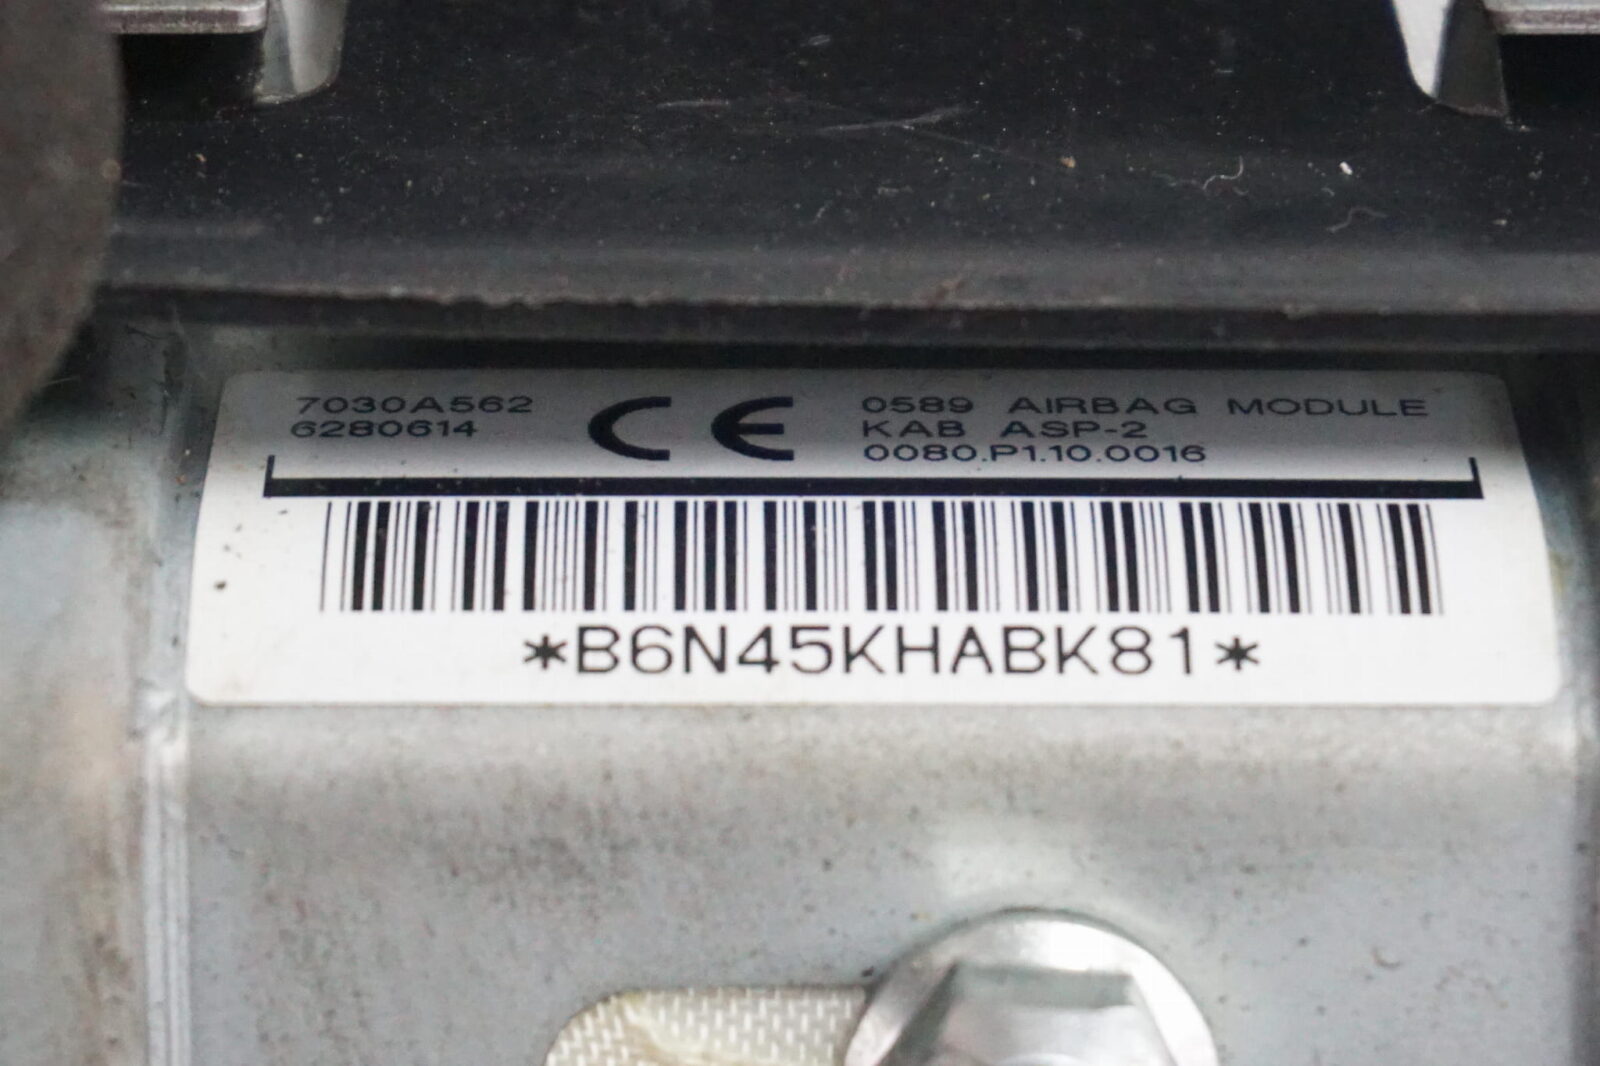 7030A562
6280614
CE
0589 AIRBAG MODULE
KAB ASP-2
0080.P1.10.0016
*B6N45KHABK81*